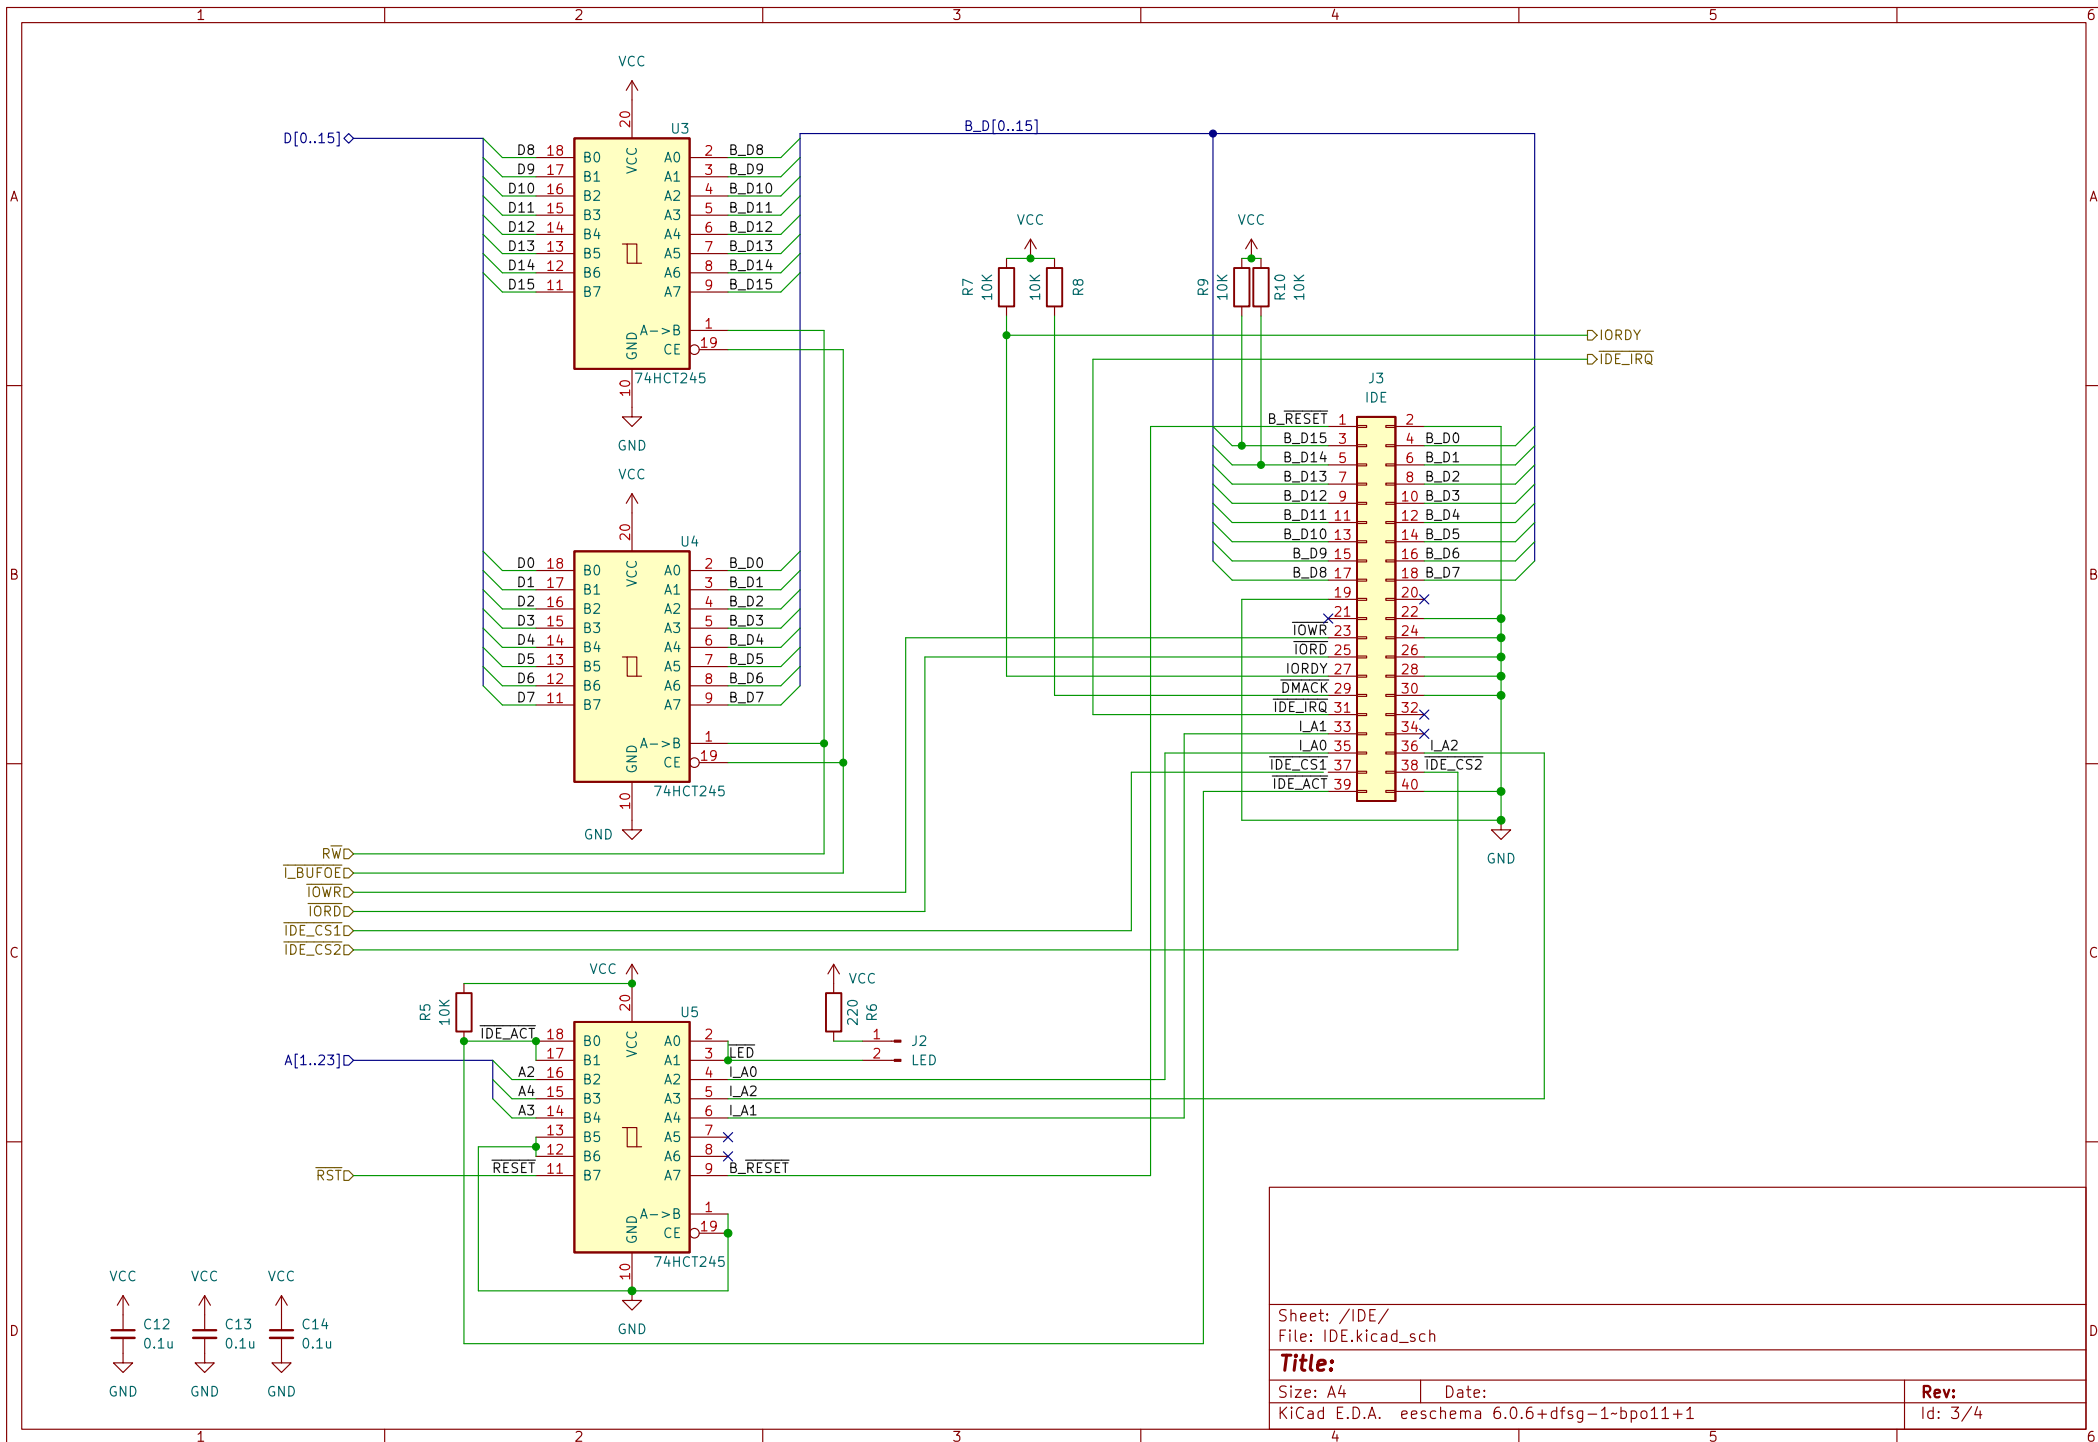 1 2 3 4 5 6
A
B
C
D
A
B
C
D
1 2 3 4 5 6
VCC
20
U3
D[0..15]
D8 18 B0 VCC A0 2 B_D8
D9 17 B1 A1 3 B_D9
D10 16 B2 A2 4 B_D10
D11 15 B3 A3 5 B_D11
D12 14 B4 A4 6 B_D12
D13 13 B5 A5 7 B_D13
D14 12 B6 A6 8 B_D14
D15 11 B7 A7 9 B_D15
A->B 1
GND CE 19
74HCT245
10
GND
B_D[0..15]
VCC
20
U4
D0 18 B0 VCC A0 2 B_D0
D1 17 B1 A1 3 B_D1
D2 16 B2 A2 4 B_D2
D3 15 B3 A3 5 B_D3
D4 14 B4 A4 6 B_D4
D5 13 B5 A5 7 B_D5
D6 12 B6 A6 8 B_D6
D7 11 B7 A7 9 B_D7
A->B 1
GND CE 19
74HCT245
10
GND
VCC
R7 10K
10K R8
VCC
R9 10K
R10 10K
IORDY
IDE_IRQ
J3
IDE
B_RESET 1 2
B_D15 3 4 B_D0
B_D14 5 6 B_D1
B_D13 7 8 B_D2
B_D12 9 10 B_D3
B_D11 11 12 B_D4
B_D10 13 14 B_D5
B_D9 15 16 B_D6
B_D8 17 18 B_D7
19 20
21 22
IOWR 23 24
IORD 25 26
IORDY 27 28
DMACK 29 30
IDE_IRQ 31 32
I_A1 33 34
I_A0 35 36 I_A2
IDE_CS1 37 38 IDE_CS2
IDE_ACT 39 40
GND
RW
I_BUFOE
IOWR
IORD
IDE_CS1
IDE_CS2
VCC
20
U5
R5 10K
VCC
220 R6
IDE_ACT 18 B0 VCC A0 2
17 B1 A1 3 LED
A2 16 B2 A2 4 I_A0
A4 15 B3 A3 5 I_A2
A3 14 B4 A4 6 I_A1
13 B5 A5 7
12 B6 A6 8
RESET 11 B7 A7 9 B_RESET
A->B 1
GND CE 19
74HCT245
10
GND
1 J2
2 LED
A[1..23]
RST
VCC VCC VCC
C12 C13 C14
0.1u 0.1u 0.1u
GND GND GND
Sheet: /IDE/
File: IDE.kicad_sch
Title:
Size: A4 Date: Rev:
KiCad E.D.A. eeschema 6.0.6+dfsg-1~bpo11+1 Id: 3/4